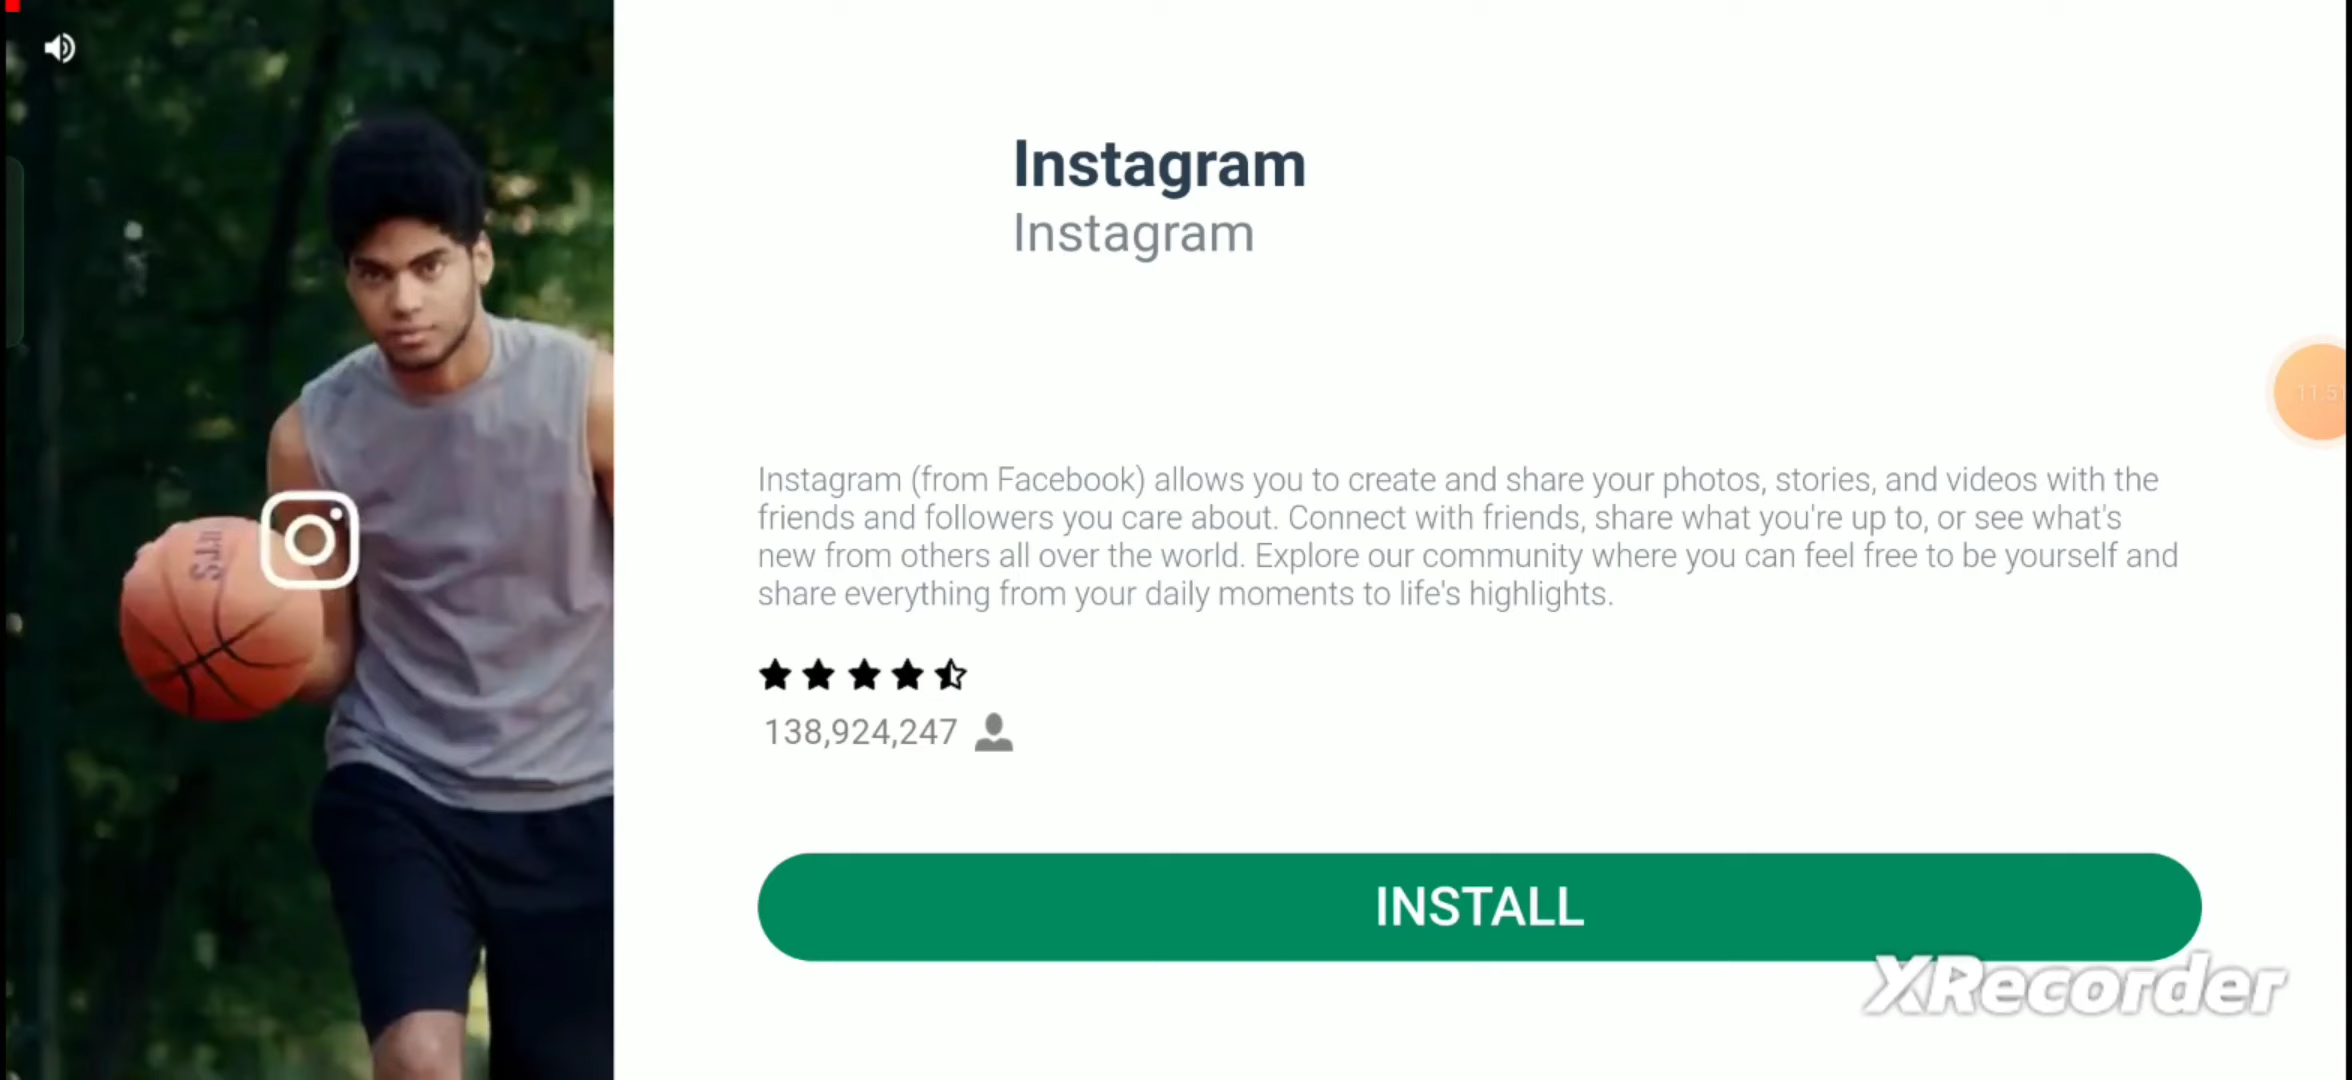 Instagram
Instagram
11:51
Instagram (from Facebook) allows you to create and share your photos, stories, and videos with the
friends and followers you care about. Connect with friends, share what you're up to, or see what's
new from others all over the world. Explore our community where you can feel free to be yourself and
share everything from your daily moments to life's highlights.
138,924,247
INSTALL
XRecorder